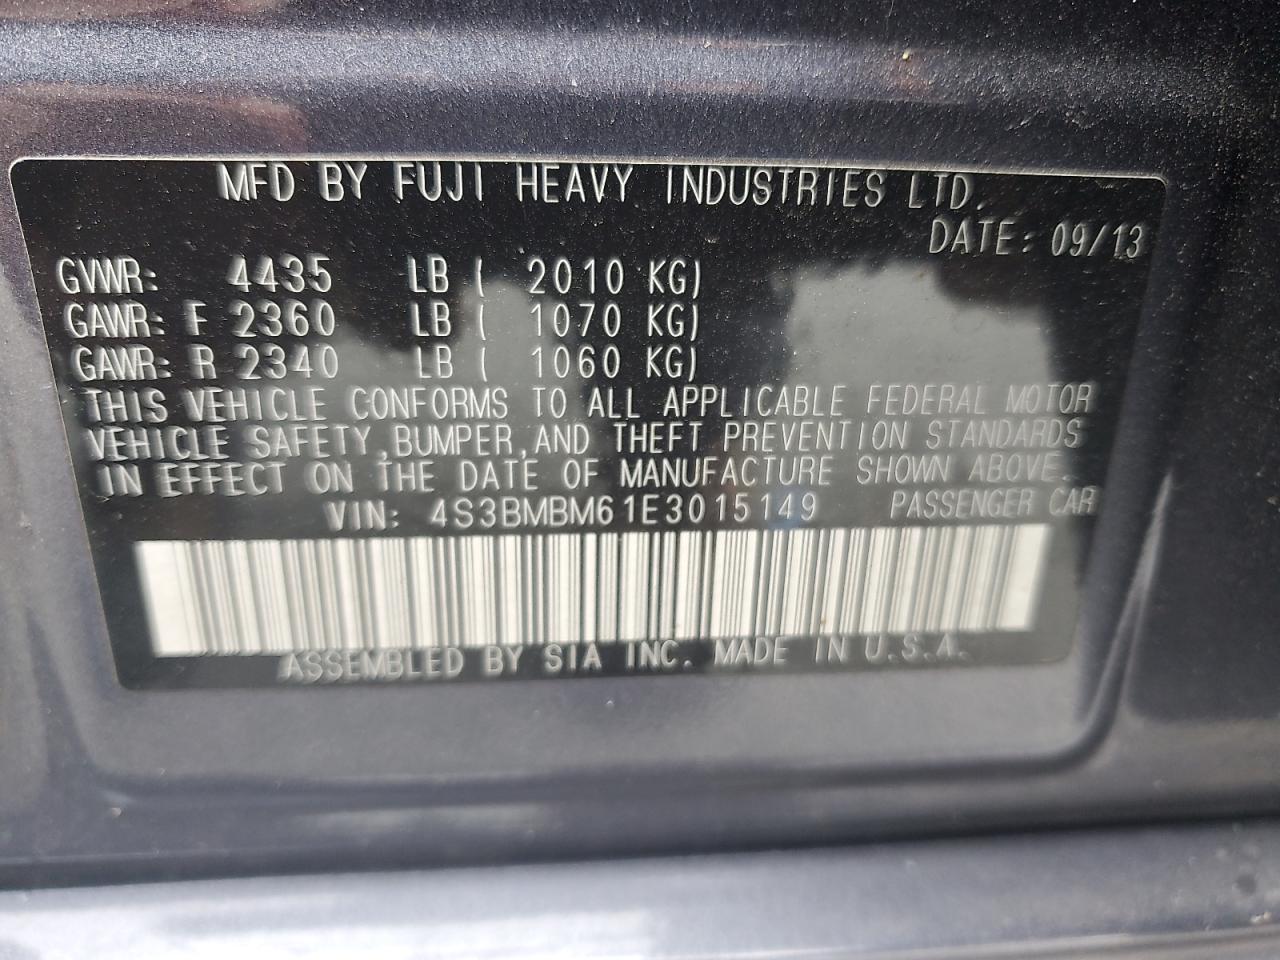 MFD BY FUJI HEAVY INDUSTRIES LTD.
DATE: 09/13
GVWR: 4435 LB ( 2010 KG)
GAWR: F 2360 LB ( 1070 KG)
GAWR: R 2340 LB ( 1060 KG)
THIS VEHICLE CONFORMS TO ALL APPLICABLE FEDERAL MOTOR
VEHICLE SAFETY,BUMPER,AND THEFT PREVENTION STANDARDS
IN EFFECT ON THE DATE OF MANUFACTURE SHOWN ABOVE.
VIN: 4S3BMBM61E3015149 PASSENGER CAR
ASSEMBLED BY SIA INC. MADE IN U.S.A.